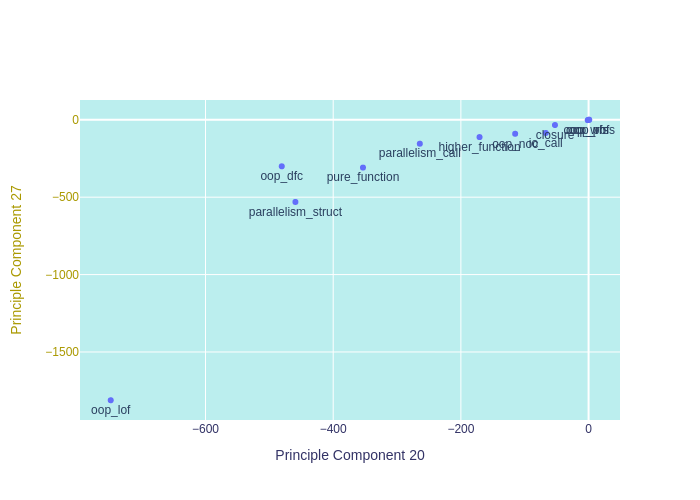 0
−500
−1000
−1500
Principle Component 27
closure
io_call
oop_noc
higher_function
parallelism_call
pure_function
oop_dfc
parallelism_struct
oop_lof
−600
−400
−200
0
Principle Component 20